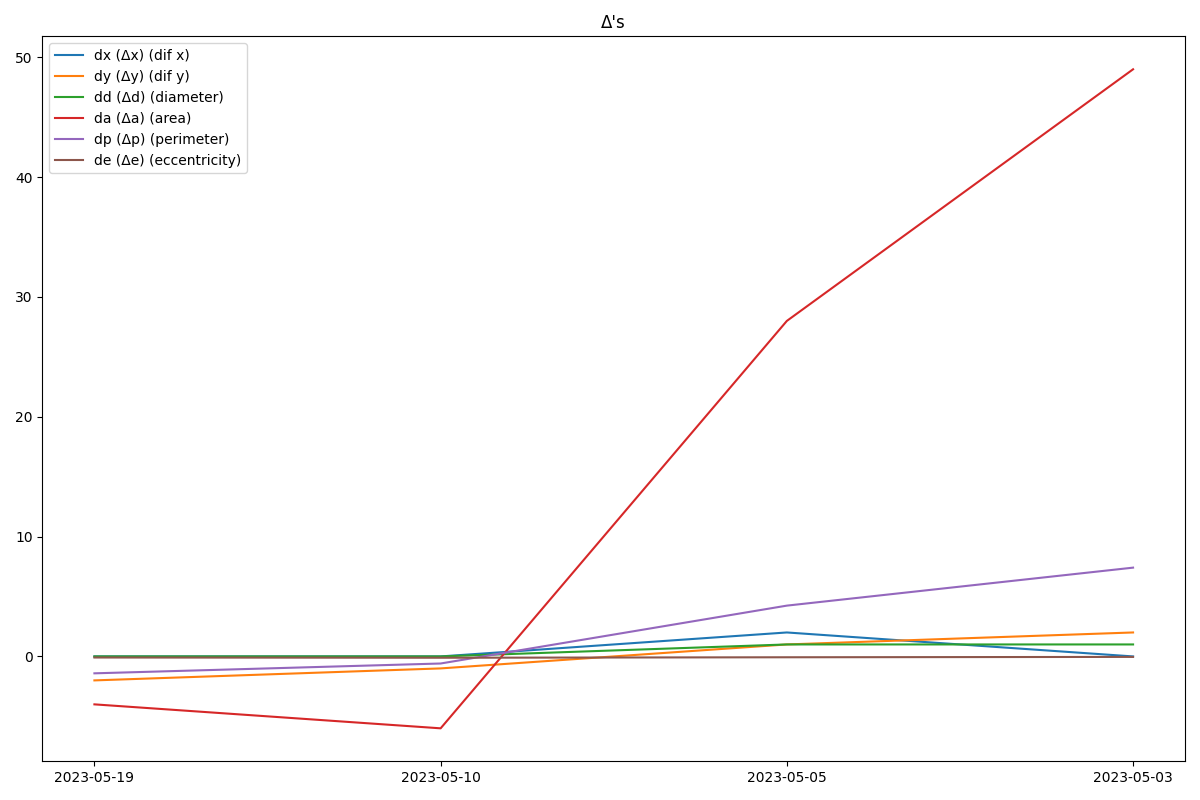 Δ's
dx (Δx) (dif x)
dy (Δy) (dif y)
dd (Δd) (diameter)
da (Δa) (area)
dp (Δp) (perimeter)
de (Δe) (eccentricity)
50
40
30
20
10
0
2023-05-19 2023-05-10 2023-05-05 2023-05-03